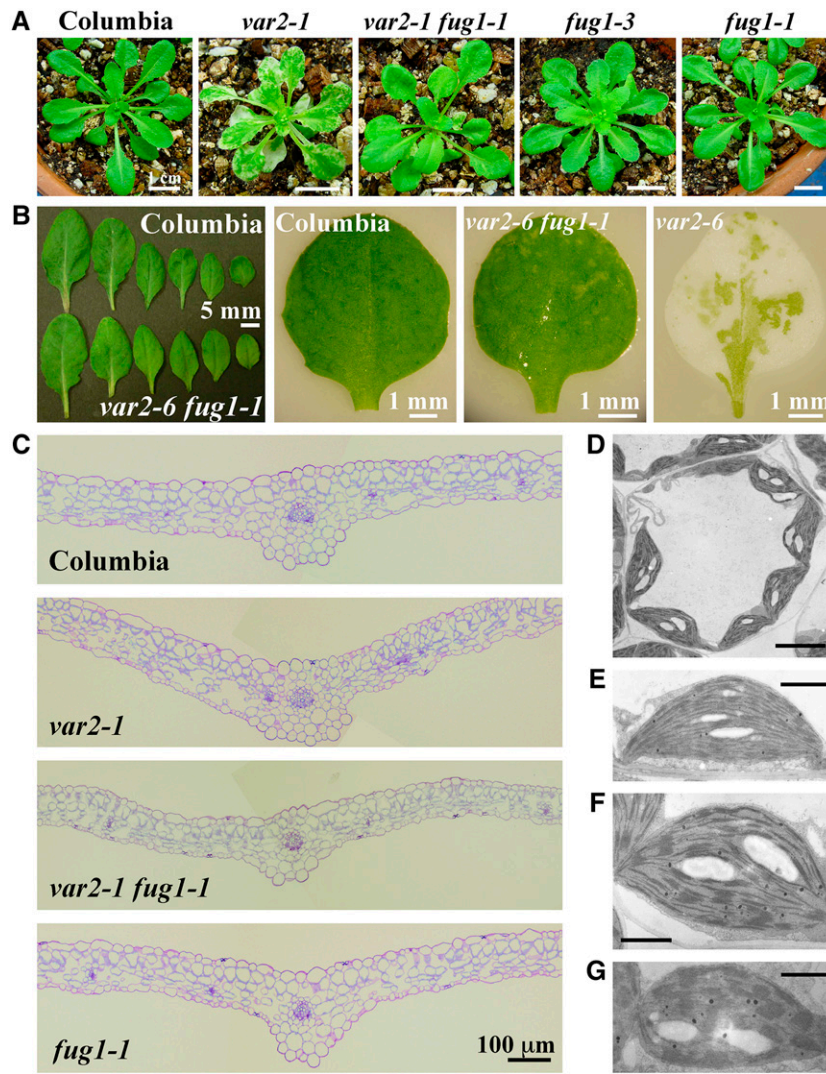 A
Columbia
var2-1
var2-1 fug1-1
fug1-3
fug1-1
1 cm
B
Columbia
5 mm
var2-6 fug1-1
Columbia
1 mm
var2-6 fug1-1
1 mm
var2-6
1 mm
C
Columbia
var2-1
var2-1 fug1-1
fug1-1
100 μm
D
E
F
G